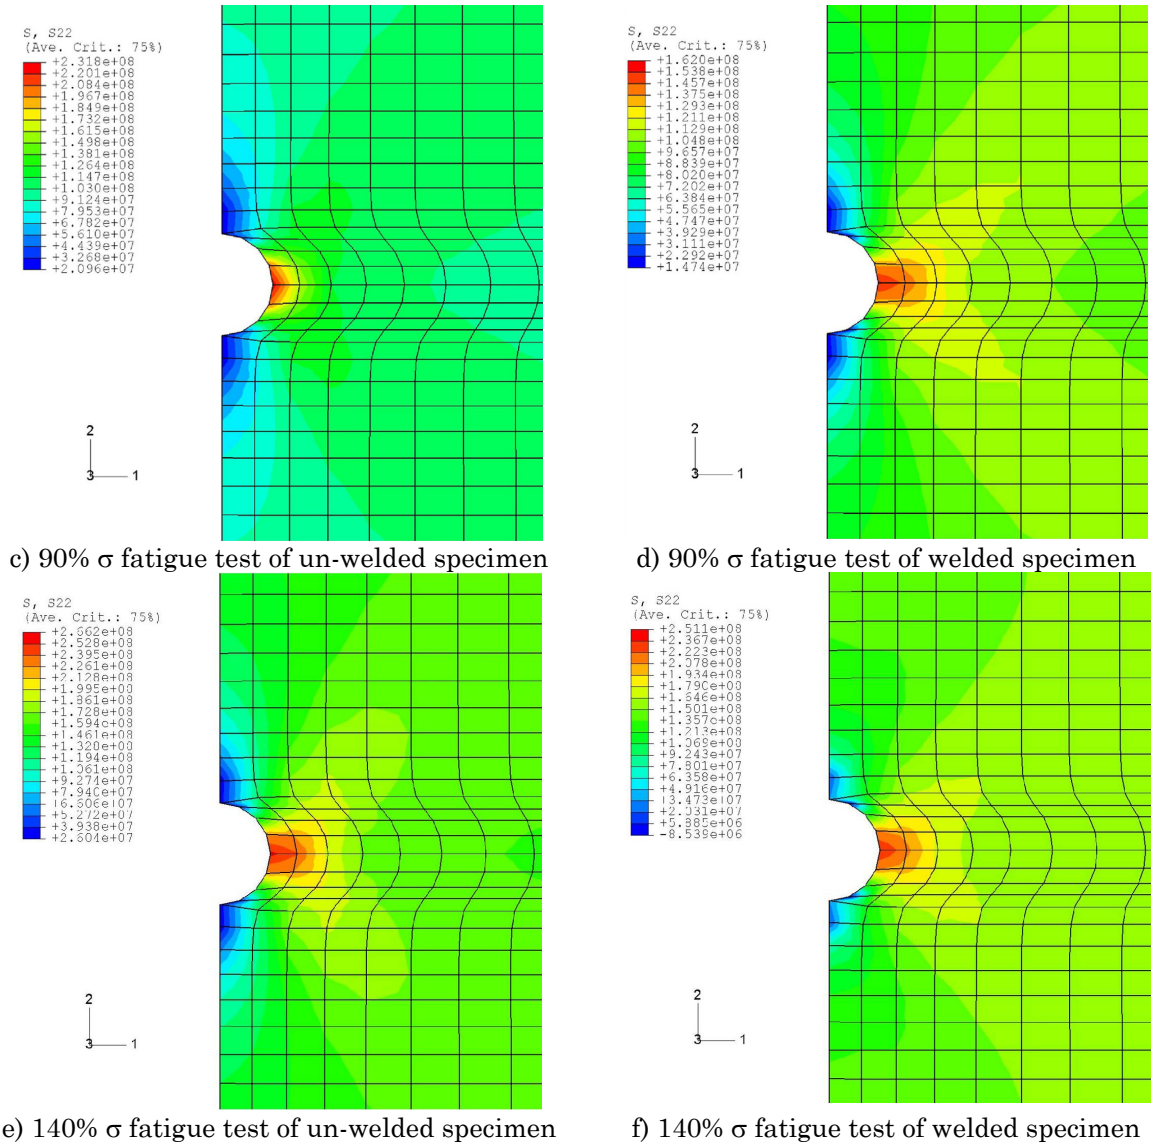 S, S22
(Ave. Crit.: 75%)
+2.318e+08
+2.201e+08
+2.084e+08
+1.967e+08
+1.849e+08
+1.732e+08
+1.615e+08
+1.498e+08
+1.381e+08
+1.264e+08
+1.147e+08
+1.030e+08
+9.124e+07
+7.953e+07
+6.782e+07
+5.610e+07
+4.439e+07
+3.268e+07
+2.096e+07
2
3
1
c) 90% σ fatigue test of un-welded specimen
S, S22
(Ave. Crit.: 75%)
+1.620e+08
+1.538e+08
+1.457e+08
+1.375e+08
+1.293e+08
+1.211e+08
+1.129e+08
+1.048e+08
+9.657e+07
+8.839e+07
+8.020e+07
+7.202e+07
+6.384e+07
+5.565e+07
+4.747e+07
+3.929e+07
+3.111e+07
+2.292e+07
+1.474e+07
2
3
1
d) 90% σ fatigue test of welded specimen
S, S22
(Ave. Crit.: 75%)
+2.662e+08
+2.528e+08
+2.395e+08
+2.261e+08
+2.128e+08
+1.995e+08
+1.861e+08
+1.728e+08
+1.594e+08
+1.461e+08
+1.328e+08
+1.194e+08
+1.061e+08
+9.274e+07
+7.940e+07
+6.606e+07
+5.272e+07
+3.938e+07
+2.604e+07
2
3
1
e) 140% σ fatigue test of un-welded specimen
S, S22
(Ave. Crit.: 75%)
+2.511e+08
+2.367e+08
+2.223e+08
+2.078e+08
+1.934e+08
+1.790e+08
+1.646e+08
+1.501e+08
+1.357e+08
+1.213e+08
+1.069e+08
+9.243e+07
+7.801e+07
+6.358e+07
+4.916e+07
+3.473e+07
+2.031e+07
+5.885e+06
-8.539e+06
2
3
1
f) 140% σ fatigue test of welded specimen